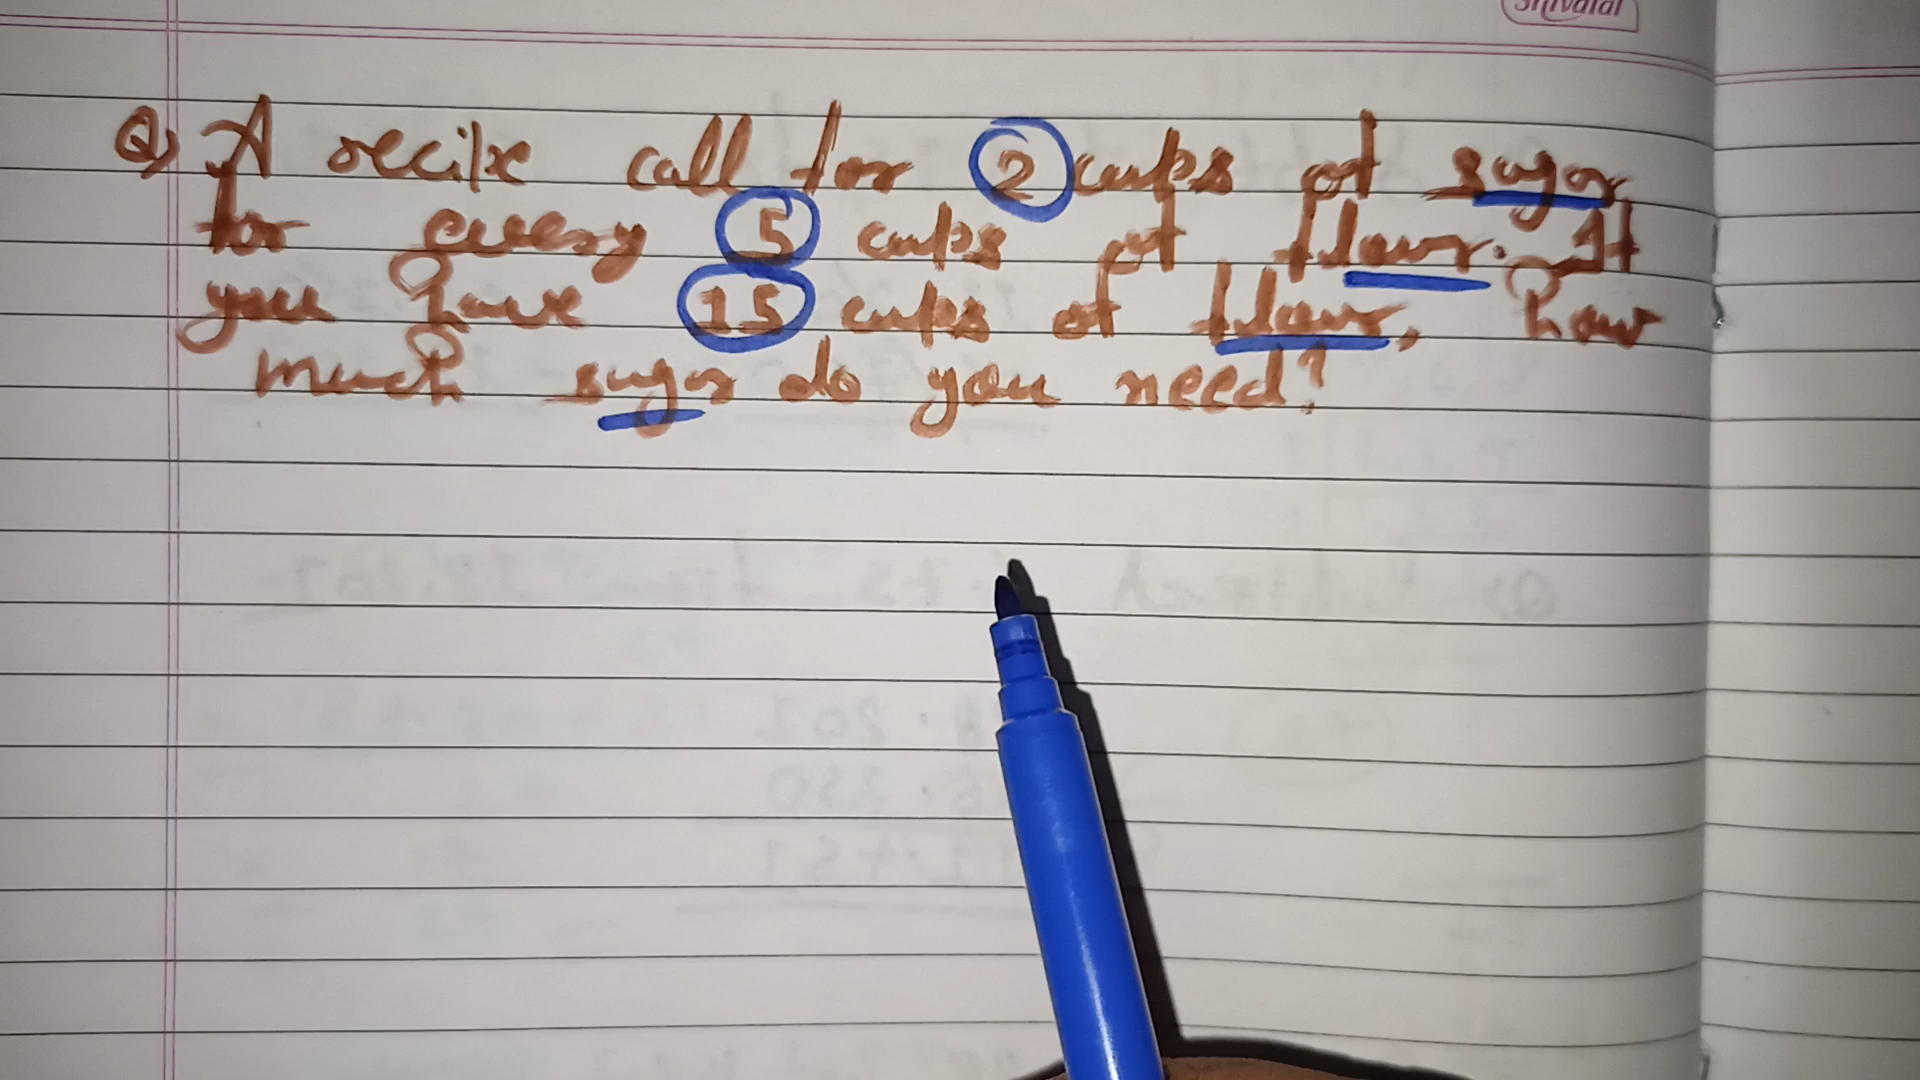 Shivalal
Q) A recipe call for 2 cups of sugar
for every 5 cups of flour. If
you have 15 cups of flour, how
much sugar do you need?